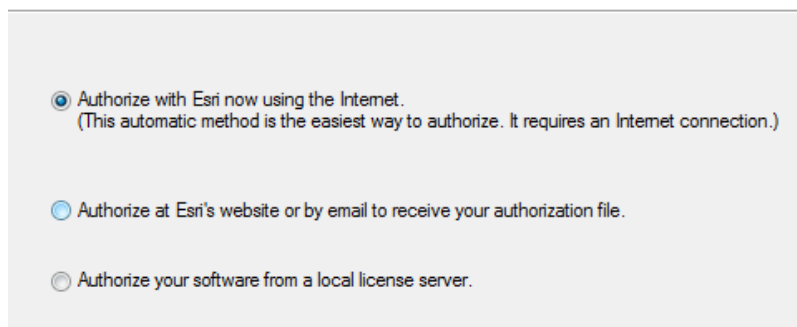 Authorize with Esri now using the Internet.
(This automatic method is the easiest way to authorize. It requires an Internet connection.)
Authorize at Esri's website or by email to receive your authorization file.
Authorize your software from a local license server.